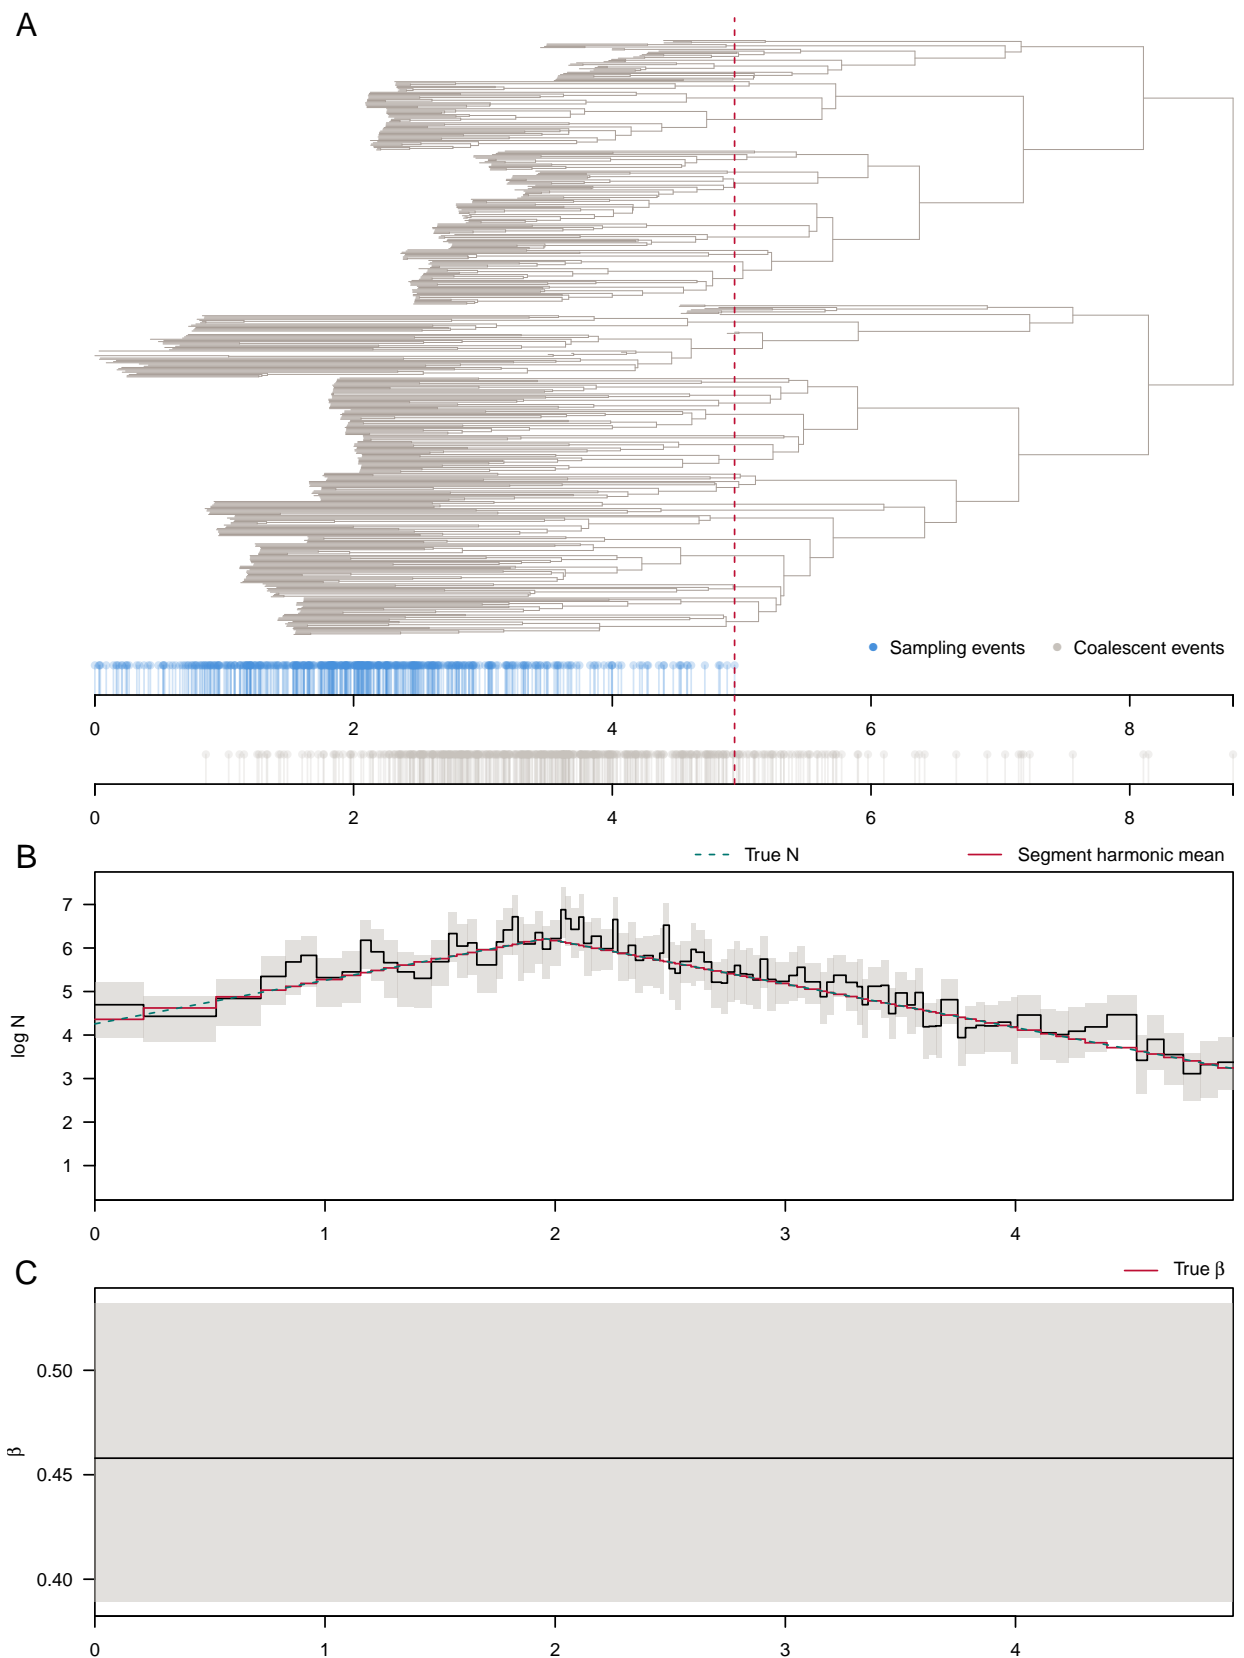 A
Sampling events Coalescent events
0 2 4 6 8
0 2 4 6 8
B
True N Segment harmonic mean
7
6
5
4
3
2
1
log N
0 1 2 3 4
C
True β
0.50
0.45
0.40
β
0 1 2 3 4